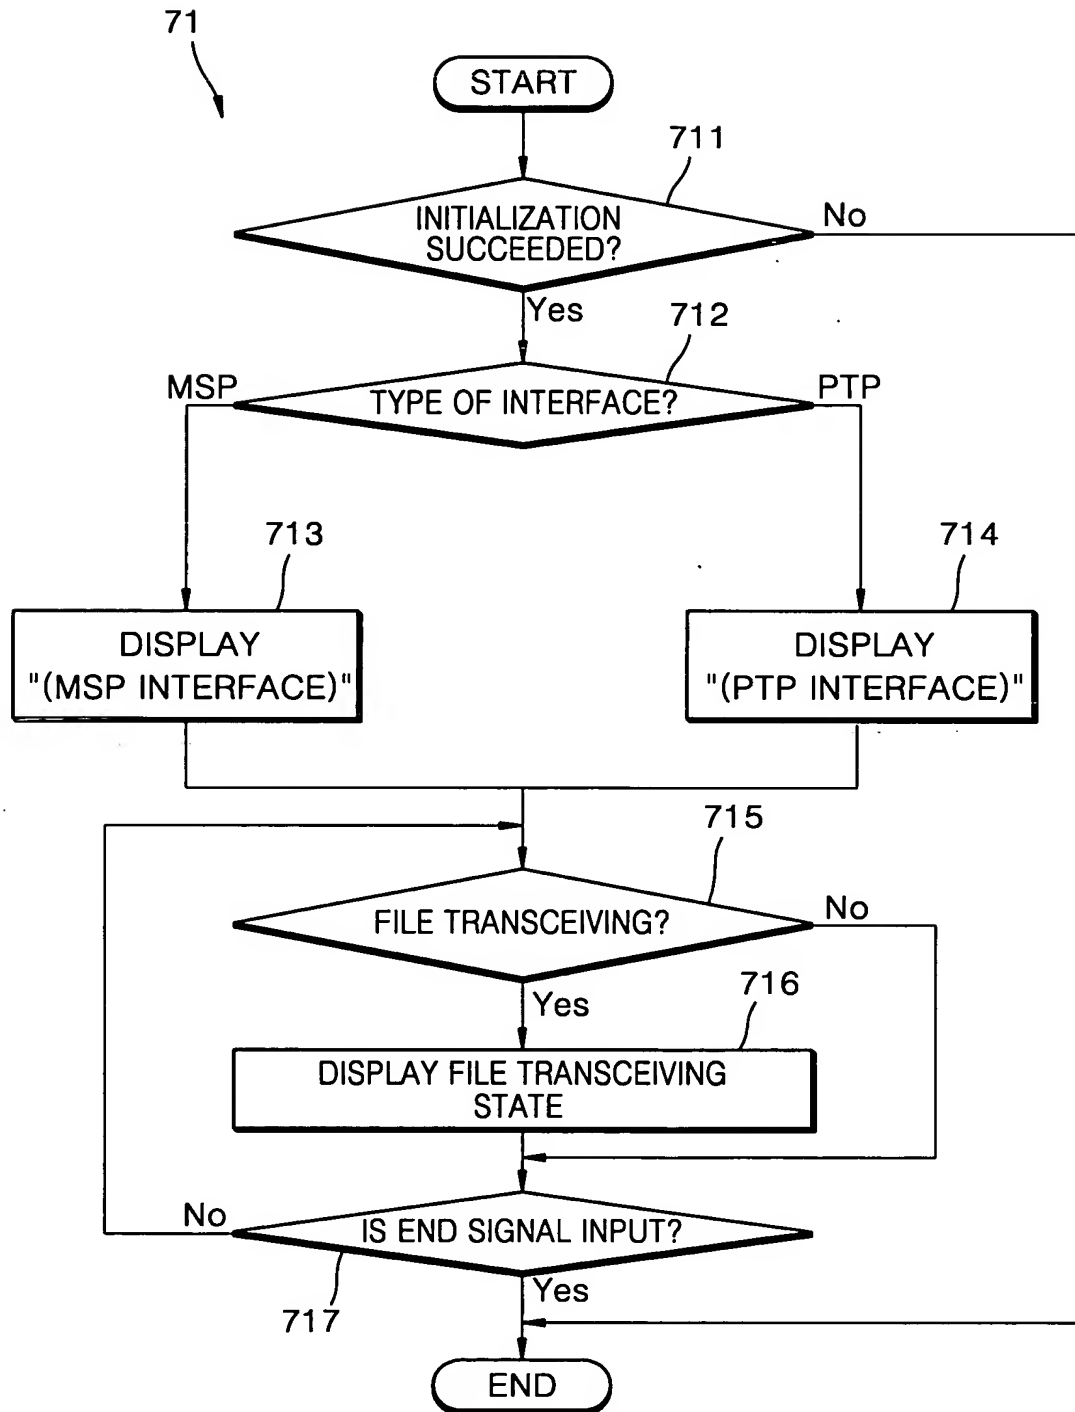 71
START
711
INITIALIZATION
SUCCEEDED?
No
Yes
712
MSP
TYPE OF INTERFACE?
PTP
713
714
DISPLAY
"(MSP INTERFACE)"
DISPLAY
"(PTP INTERFACE)"
715
FILE TRANSCEIVING?
No
Yes
716
DISPLAY FILE TRANSCEIVING
STATE
No
IS END SIGNAL INPUT?
Yes
717
END